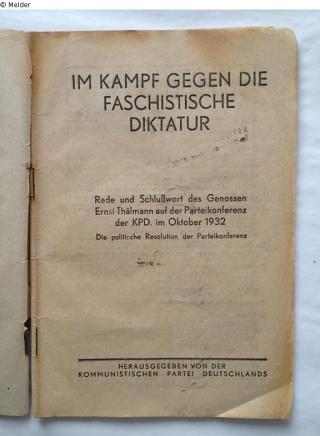 © Melder
IM KAMPF GEGEN DIE
FASCHISTISCHE
DIKTATUR
Rede und Schlußwort des Genossen
Ernst Thälmann auf der Parteikonferenz
der KPD. im Oktober 1932
Die politische Resolution der Parteikonferenz
HERAUSGEGEBEN VON DER
KOMMUNISTISCHEN PARTEI DEUTSCHLANDS